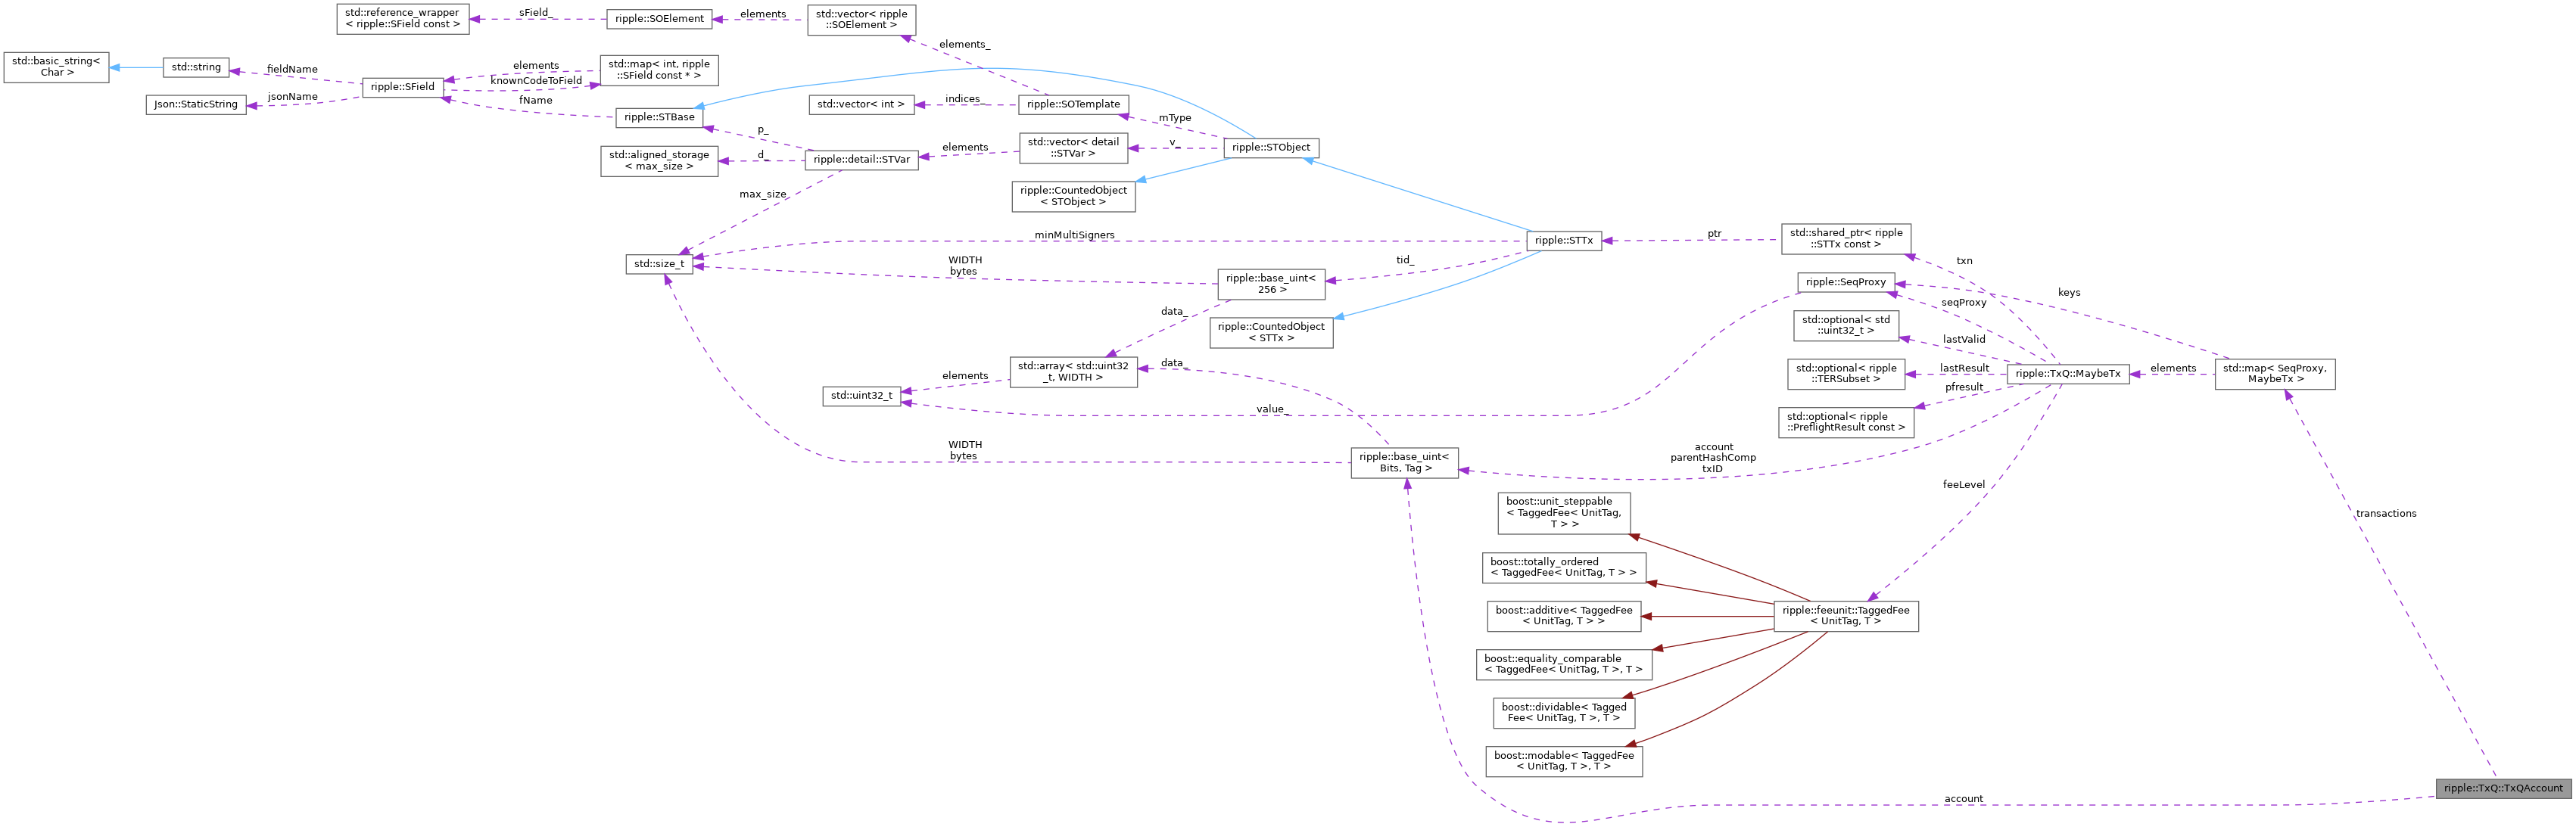 std::reference_wrapper
< ripple::SField const >
sField_
ripple::SOElement
elements
std::vector< ripple
::SOElement >
elements_
std::basic_string<
Char >
std::string
fieldName
Json::StaticString
jsonName
ripple::SField
elements
knownCodeToField
std::map< int, ripple
::SField const * >
fName
ripple::STBase
std::vector< int >
indices_
ripple::SOTemplate
mType
p_
std::aligned_storage
< max_size >
d_
ripple::detail::STVar
elements
std::vector< detail
::STVar >
v_
ripple::STObject
ripple::CountedObject
< STObject >
max_size
minMultiSigners
ripple::STTx
ptr
std::shared_ptr< ripple
::STTx const >
std::size_t
WIDTH
bytes
ripple::base_uint<
256 >
tid_
txn
ripple::SeqProxy
keys
seqProxy
data_
ripple::CountedObject
< STTx >
std::optional< std
::uint32_t >
lastValid
std::array< std::uint32
_t, WIDTH >
data_
elements
std::uint32_t
value_
std::optional< ripple
::TERSubset >
lastResult
pfresult
ripple::TxQ::MaybeTx
elements
std::map< SeqProxy,
MaybeTx >
std::optional< ripple
::PreflightResult const >
WIDTH
bytes
ripple::base_uint<
Bits, Tag >
account
parentHashComp
txID
feeLevel
boost::unit_steppable
< TaggedFee< UnitTag,
T > >
transactions
boost::totally_ordered
< TaggedFee< UnitTag, T > >
boost::additive< TaggedFee
< UnitTag, T > >
ripple::feeunit::TaggedFee
< UnitTag, T >
boost::equality_comparable
< TaggedFee< UnitTag, T >, T >
boost::dividable< Tagged
Fee< UnitTag, T >, T >
boost::modable< TaggedFee
< UnitTag, T >, T >
account
ripple::TxQ::TxQAccount